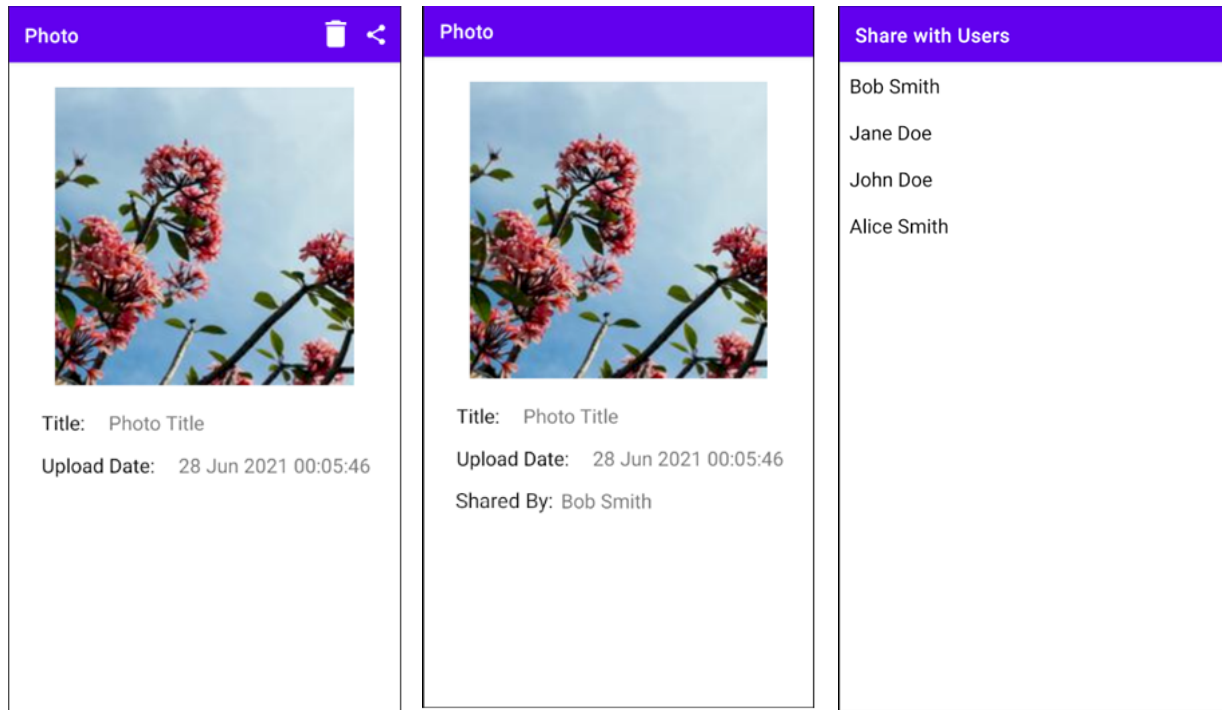 Photo
Title: Photo Title
Upload Date: 28 Jun 2021 00:05:46
Photo
Title: Photo Title
Upload Date: 28 Jun 2021 00:05:46
Shared By: Bob Smith
Share with Users
Bob Smith
Jane Doe
John Doe
Alice Smith